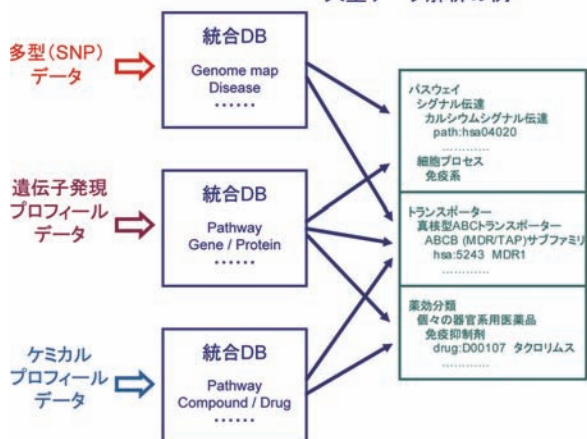 多型（SNP）
データ
統合DB
Genome map
Disease
……
遺伝子発現
プロフィール
データ
統合DB
Pathway
Gene / Protein
……
ケミカル
プロフィール
データ
統合DB
Pathway
Compound / Drug
……
パスウェイ
シグナル伝達
カルシウムシグナル伝達
path:hsa04020
…………
細胞プロセス
免疫系
トランスポーター
真核型ABCトランスポーター
ABCB (MDR/TAP)サブファミリ
hsa:5243 MDR1
…………
薬効分類
個々の器官系用医薬品
免疫抑制剤
drug:D00107 タクロリムス
…………